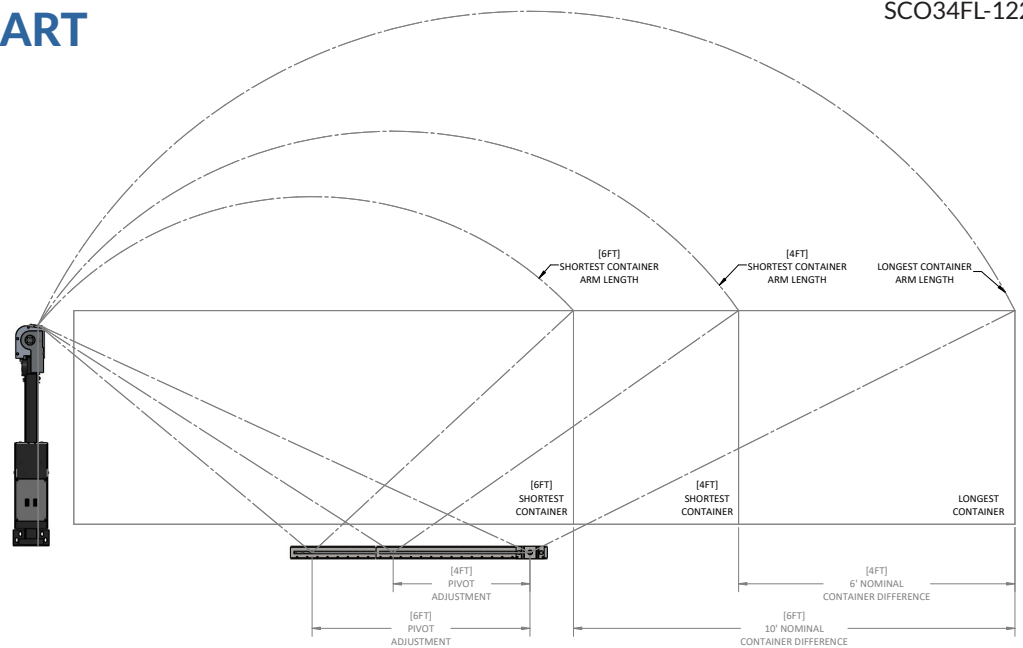 ART
SCO34FL-122
[6FT]
SHORTEST CONTAINER
ARM LENGTH
[4FT]
SHORTEST CONTAINER
ARM LENGTH
LONGEST CONTAINER
ARM LENGTH
[6FT]
SHORTEST
CONTAINER
[4FT]
SHORTEST
CONTAINER
LONGEST
CONTAINER
[4FT]
PIVOT
ADJUSTMENT
[4FT]
6' NOMINAL
CONTAINER DIFFERENCE
[6FT]
PIVOT
ADJUSTMENT
[6FT]
10' NOMINAL
CONTAINER DIFFERENCE